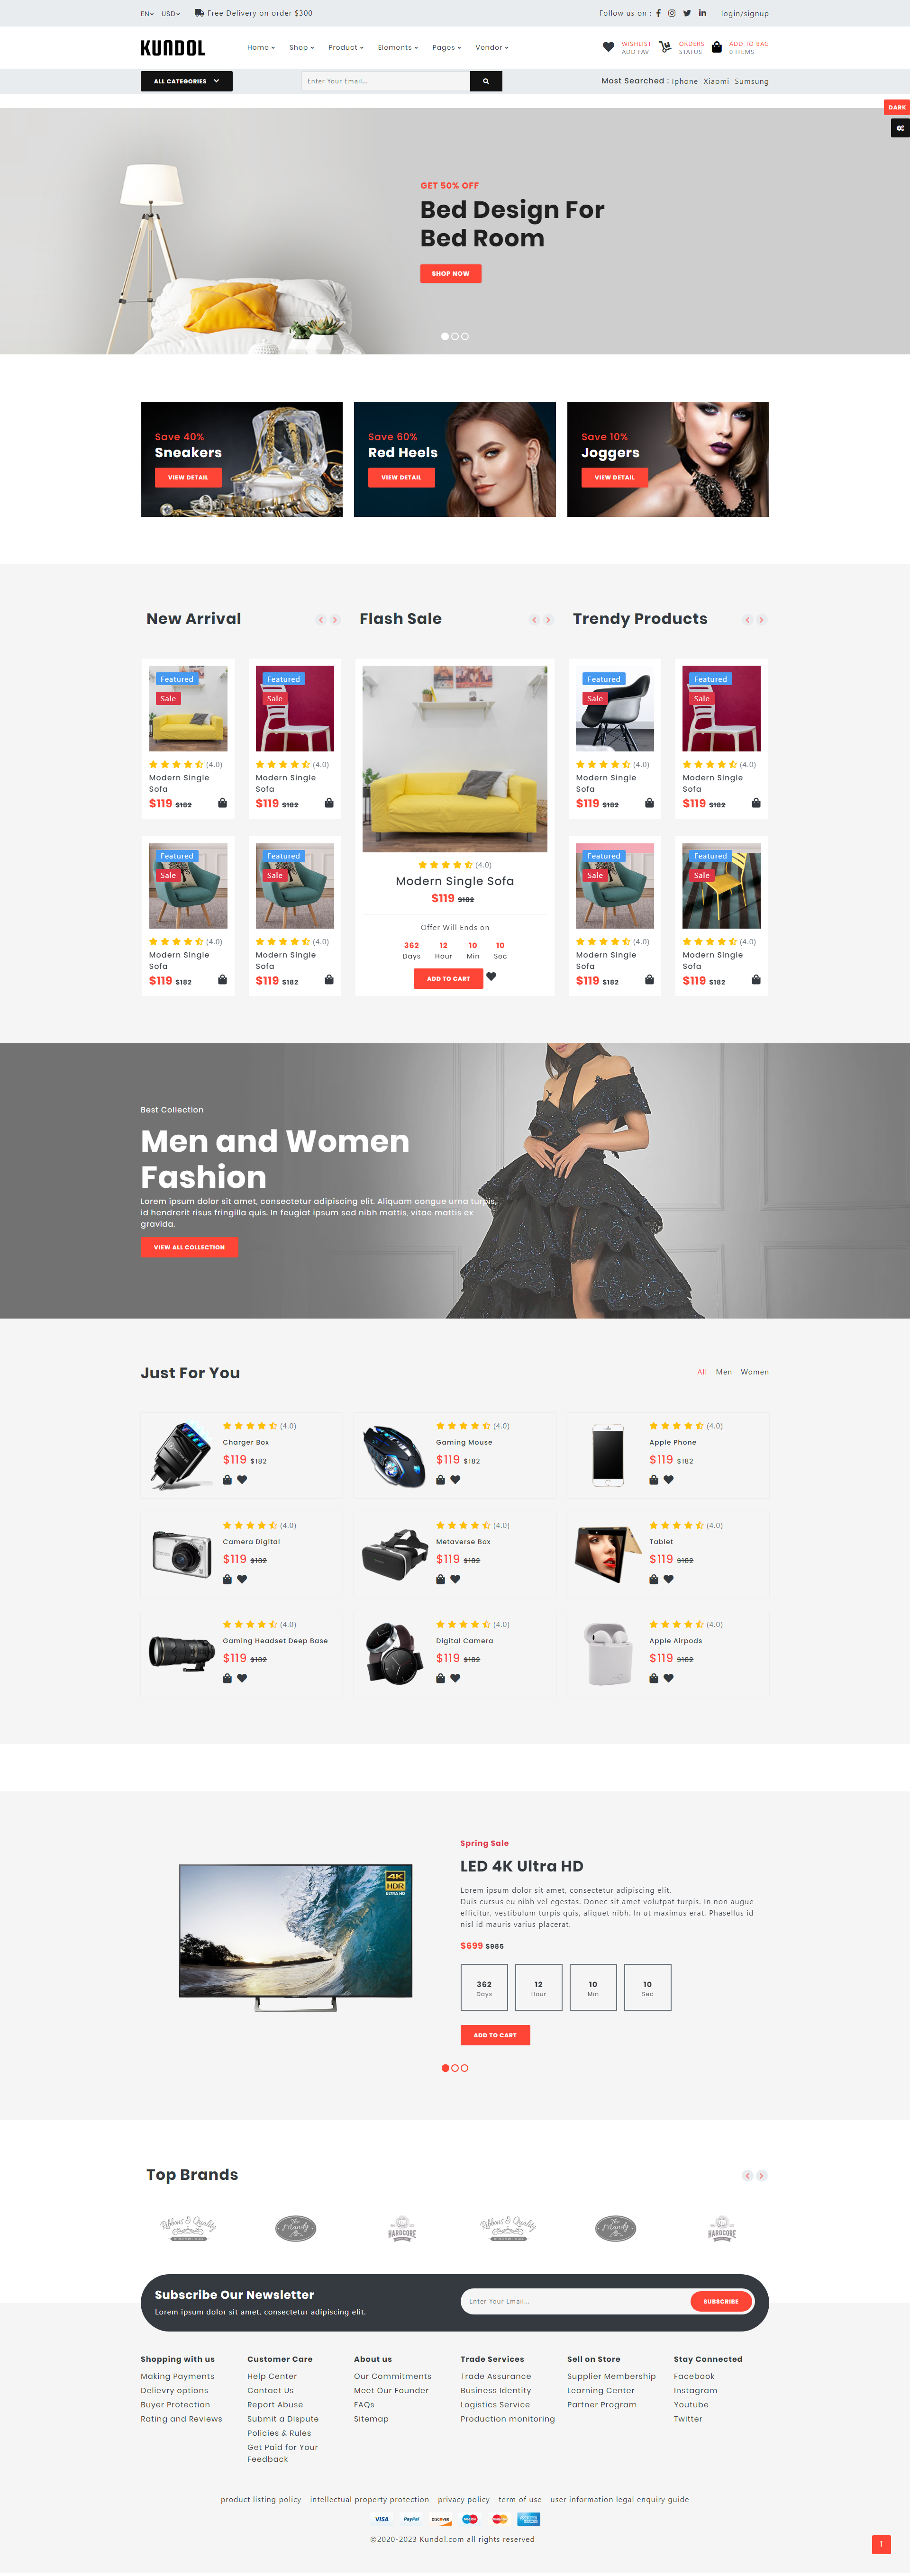 EN USD Free Delivery on order $300 Follow us on : login/signup
KUNDOL Home Shop Product Elements Pages Vendor
WISHLIST ORDERS ADD TO BAG
ADD FAV STATUS 0 ITEMS
ALL CATEGORIES Enter Your Email... Most Searched : Iphone Xiaomi Sumsung
DARK
GET 50% OFF
Bed Design For
Bed Room
SHOP NOW
Save 40%
Sneakers
VIEW DETAIL
Save 60%
Red Heels
VIEW DETAIL
Save 10%
Joggers
VIEW DETAIL
New Arrival
Featured
Sale
(4.0)
Modern Single
Sofa
$119 $182
Featured
Sale
(4.0)
Modern Single
Sofa
$119 $182
Featured
Sale
(4.0)
Modern Single
Sofa
$119 $182
Featured
Sale
(4.0)
Modern Single
Sofa
$119 $182
Flash Sale
(4.0)
Modern Single Sofa
$119 $182
Offer Will Ends on
362 12 10 10
Days Hour Min Sec
ADD TO CART
Trendy Products
Featured
Sale
(4.0)
Modern Single
Sofa
$119 $182
Featured
Sale
(4.0)
Modern Single
Sofa
$119 $182
Featured
Sale
(4.0)
Modern Single
Sofa
$119 $182
Featured
Sale
(4.0)
Modern Single
Sofa
$119 $182
Best Collection
Men and Women
Fashion
Lorem ipsum dolor sit amet, consectetur adipiscing elit. Aliquam congue urna turpis,
id hendrerit risus fringilla quis. In feugiat ipsum sed nibh mattis, vitae mattis ex
gravida.
VIEW ALL COLLECTION
Just For You All Men Women
(4.0)
Charger Box
$119 $182
(4.0)
Gaming Mouse
$119 $182
(4.0)
Apple Phone
$119 $182
(4.0)
Camera Digital
$119 $182
(4.0)
Metaverse Box
$119 $182
(4.0)
Tablet
$119 $182
(4.0)
Gaming Headset Deep Base
$119 $182
(4.0)
Digital Camera
$119 $182
(4.0)
Apple Airpods
$119 $182
4K
HDR
ULTRA HD
Spring Sale
LED 4K Ultra HD
Lorem ipsum dolor sit amet, consectetur adipiscing elit.
Duis cursus eu nibh vel egestas. Donec sit amet volutpat turpis. In non augue
efficitur, vestibulum turpis quis, aliquet nibh. In ut maximus erat. Phasellus id
nisl id mauris varius placerat.
$699 $985
362 12 10 10
Days Hour Min Sec
ADD TO CART
Top Brands
Ribbons & Quality The Mandy HARDCORE Ribbons & Quality The Mandy HARDCORE
Subscribe Our Newsletter
Lorem ipsum dolor sit amet, consectetur adipiscing elit.
Enter Your Email... SUBSCRIBE
Shopping with us
Making Payments
Delievry options
Buyer Protection
Rating and Reviews
Customer Care
Help Center
Contact Us
Report Abuse
Submit a Dispute
Policies & Rules
Get Paid for Your
Feedback
About us
Our Commitments
Meet Our Founder
FAQs
Sitemap
Trade Services
Trade Assurance
Business Identity
Logistics Service
Production monitoring
Sell on Store
Supplier Membership
Learning Center
Partner Program
Stay Connected
Facebook
Instagram
Youtube
Twitter
product listing policy - intellectual property protection - privacy policy - term of use - user information legal enquiry guide
VISA PayPal DISCOVER
©2020-2023 Kundol.com all rights reserved